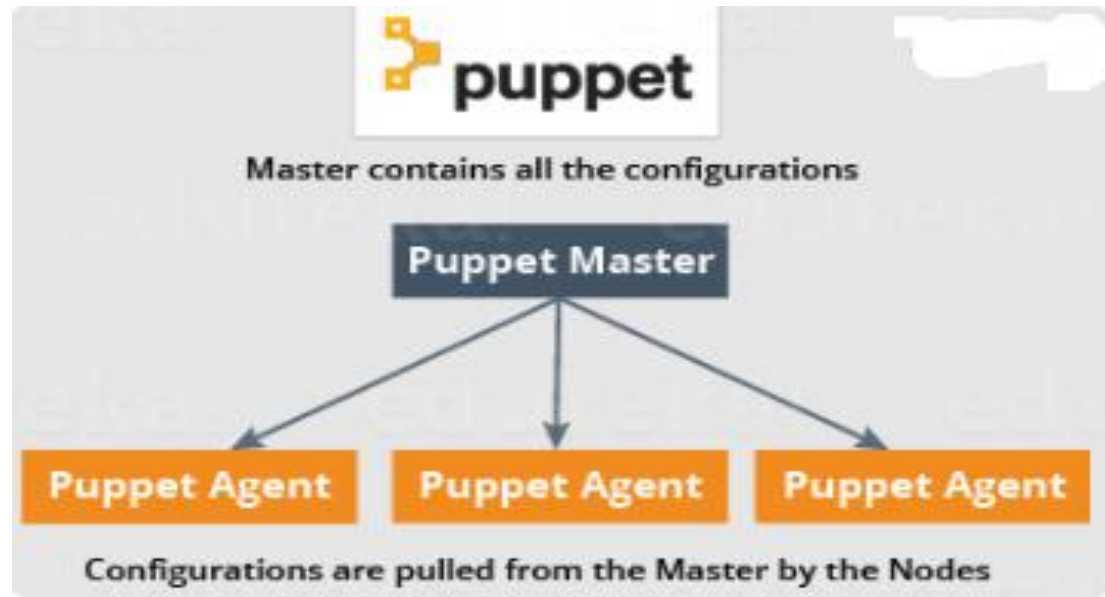 puppet
Master contains all the configurations
Puppet Master
Puppet Agent
Puppet Agent
Puppet Agent
Configurations are pulled from the Master by the Nodes